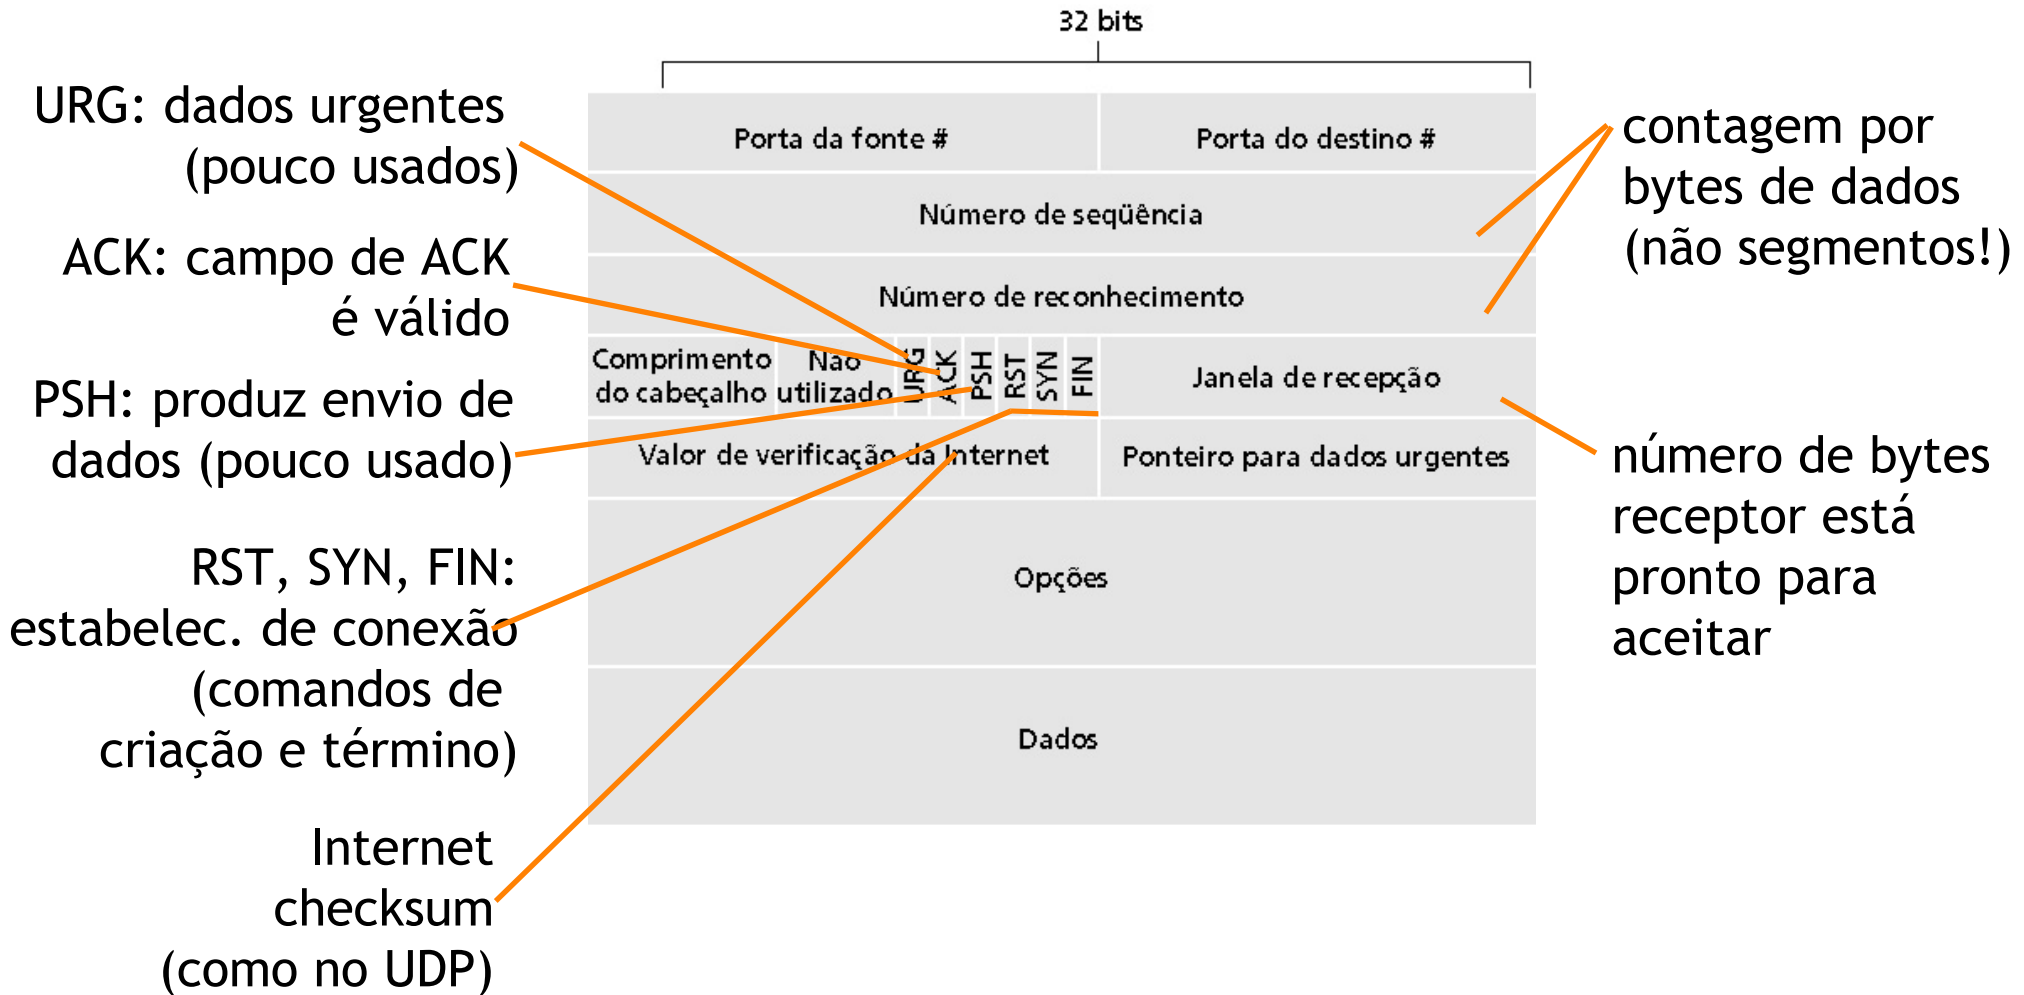 32 bits
URG: dados urgentes
(pouco usados)
ACK: campo de ACK
é válido
PSH: produz envio de
dados (pouco usado)
RST, SYN, FIN:
estabelec. de conexão
(comandos de
criação e término)
Internet
checksum
(como no UDP)
Porta da fonte #
Porta do destino #
Número de seqüência
Número de reconhecimento
Comprimento
do cabeçalho
Não
utilizado
URG
ACK
PSH
RST
SYN
FIN
Janela de recepção
Valor de verificação da Internet
Ponteiro para dados urgentes
Opções
Dados
contagem por
bytes de dados
(não segmentos!)
número de bytes
receptor está
pronto para
aceitar